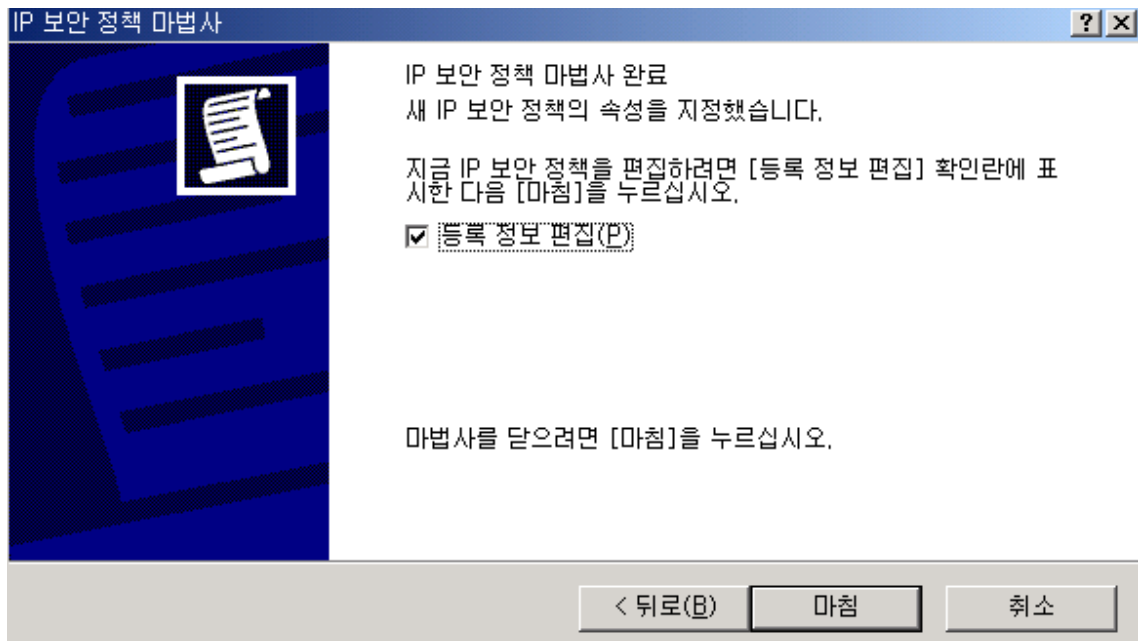 IP 보안 정책 마법사
IP 보안 정책 마법사 완료
새 IP 보안 정책의 속성을 지정했습니다.
지금 IP 보안 정책을 편집하려면 [등록 정보 편집] 확인란에 표
시한 다음 [마침]을 누르십시오.
등록 정보 편집(P)
마법사를 닫으려면 [마침]을 누르십시오.
< 뒤로(B) 마침 취소